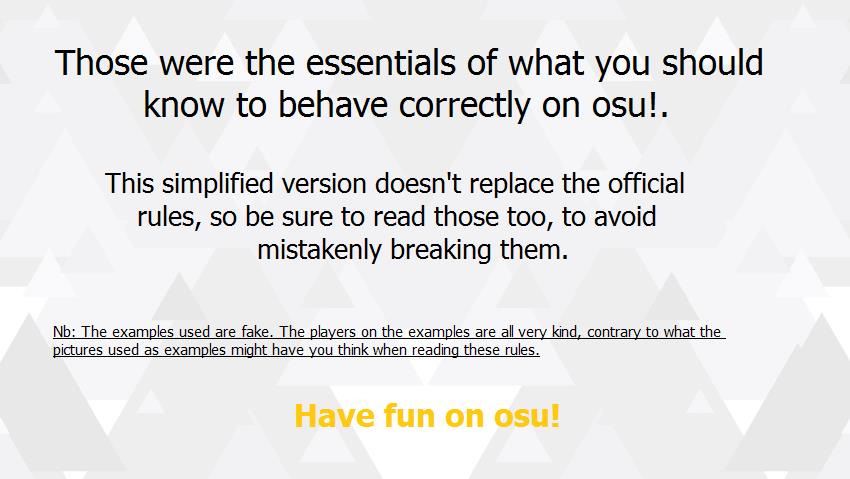 Those were the essentials of what you should
know to behave correctly on osu!.
This simplified version doesn't replace the official
rules, so be sure to read those too, to avoid
mistakenly breaking them.
Nb: The examples used are fake. The players on the examples are all very kind, contrary to what the
pictures used as examples might have you think when reading these rules.
Have fun on osu!